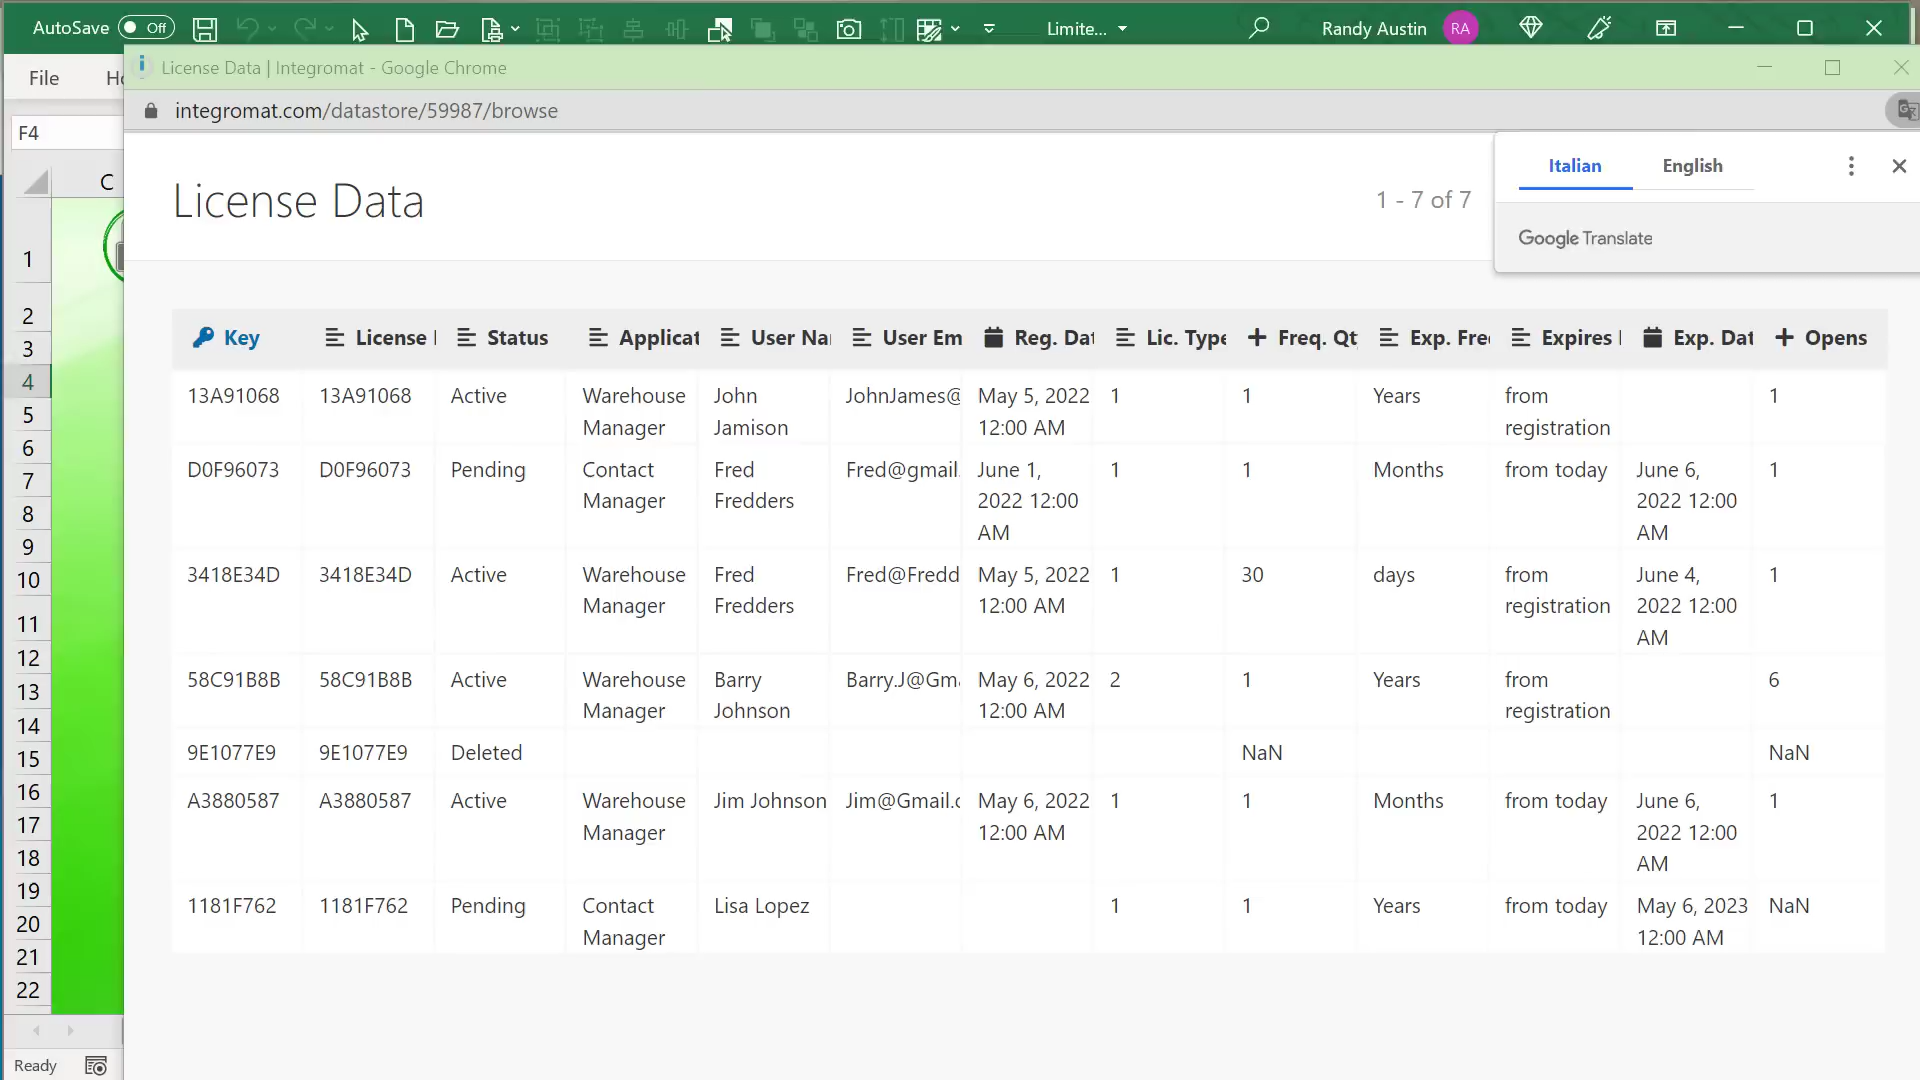 AutoSave Off Limite... Randy Austin RA
License Data | Integromat - Google Chrome
File
integromat.com/datastore/59987/browse
F4
C
License Data
1 - 7 of 7
Italian English
Google Translate
Key License Status Applicat User Na User Em Reg. Dat Lic. Type Freq. Qt Exp. Fre Expires Exp. Dat Opens
13A91068 13A91068 Active Warehouse John JohnJames@ May 5, 2022 1 1 Years from 1
Manager Jamison 12:00 AM registration
D0F96073 D0F96073 Pending Contact Fred Fred@gmail. June 1, 1 1 Months from today June 6, 1
Manager Fredders 2022 12:00 2022 12:00
AM AM
3418E34D 3418E34D Active Warehouse Fred Fred@Fredd May 5, 2022 1 30 days from June 4, 1
Manager Fredders 12:00 AM registration 2022 12:00
AM
58C91B8B 58C91B8B Active Warehouse Barry Barry.J@Gma May 6, 2022 2 1 Years from 6
Manager Johnson 12:00 AM registration
9E1077E9 9E1077E9 Deleted NaN NaN
A3880587 A3880587 Active Warehouse Jim Johnson Jim@Gmail.c May 6, 2022 1 1 Months from today June 6, 1
Manager 12:00 AM 2022 12:00
AM
1181F762 1181F762 Pending Contact Lisa Lopez 1 1 Years from today May 6, 2023 NaN
Manager 12:00 AM
1
2
3
4
5
6
7
8
9
10
11
12
13
14
15
16
17
18
19
20
21
22
Ready